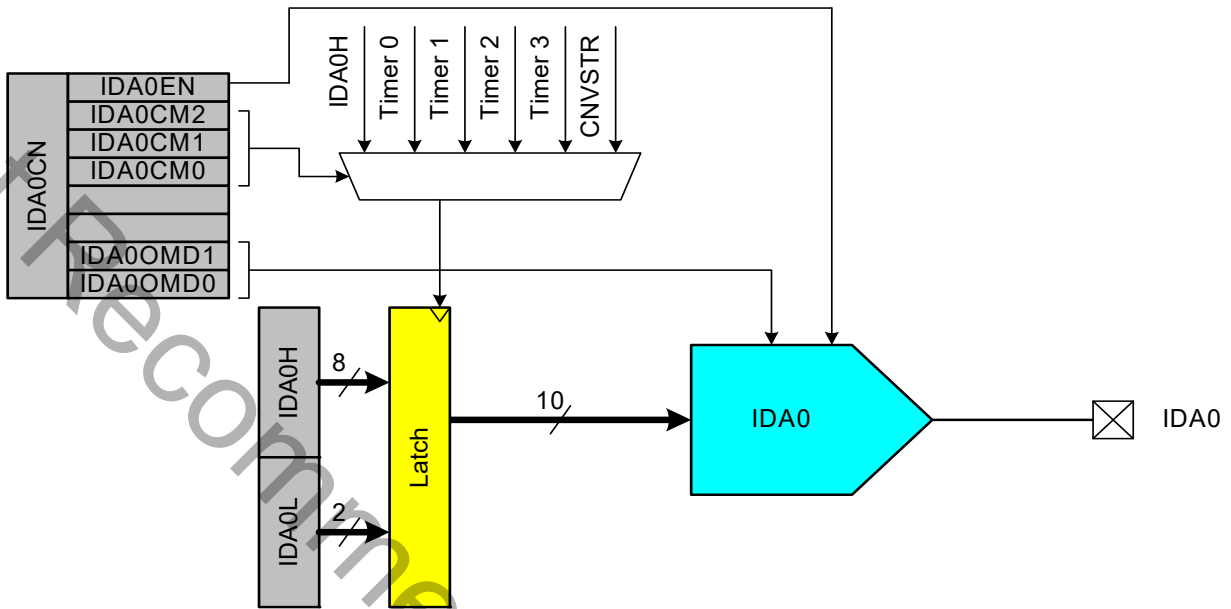 IDA0H
Timer 0
Timer 1
Timer 2
Timer 3
CNVSTR
IDA0CN
IDA0EN
IDA0CM2
IDA0CM1
IDA0CM0
IDA0OMD1
IDA0OMD0
IDA0H
8
IDA0L
2
Latch
10
IDA0
IDA0
Recomme